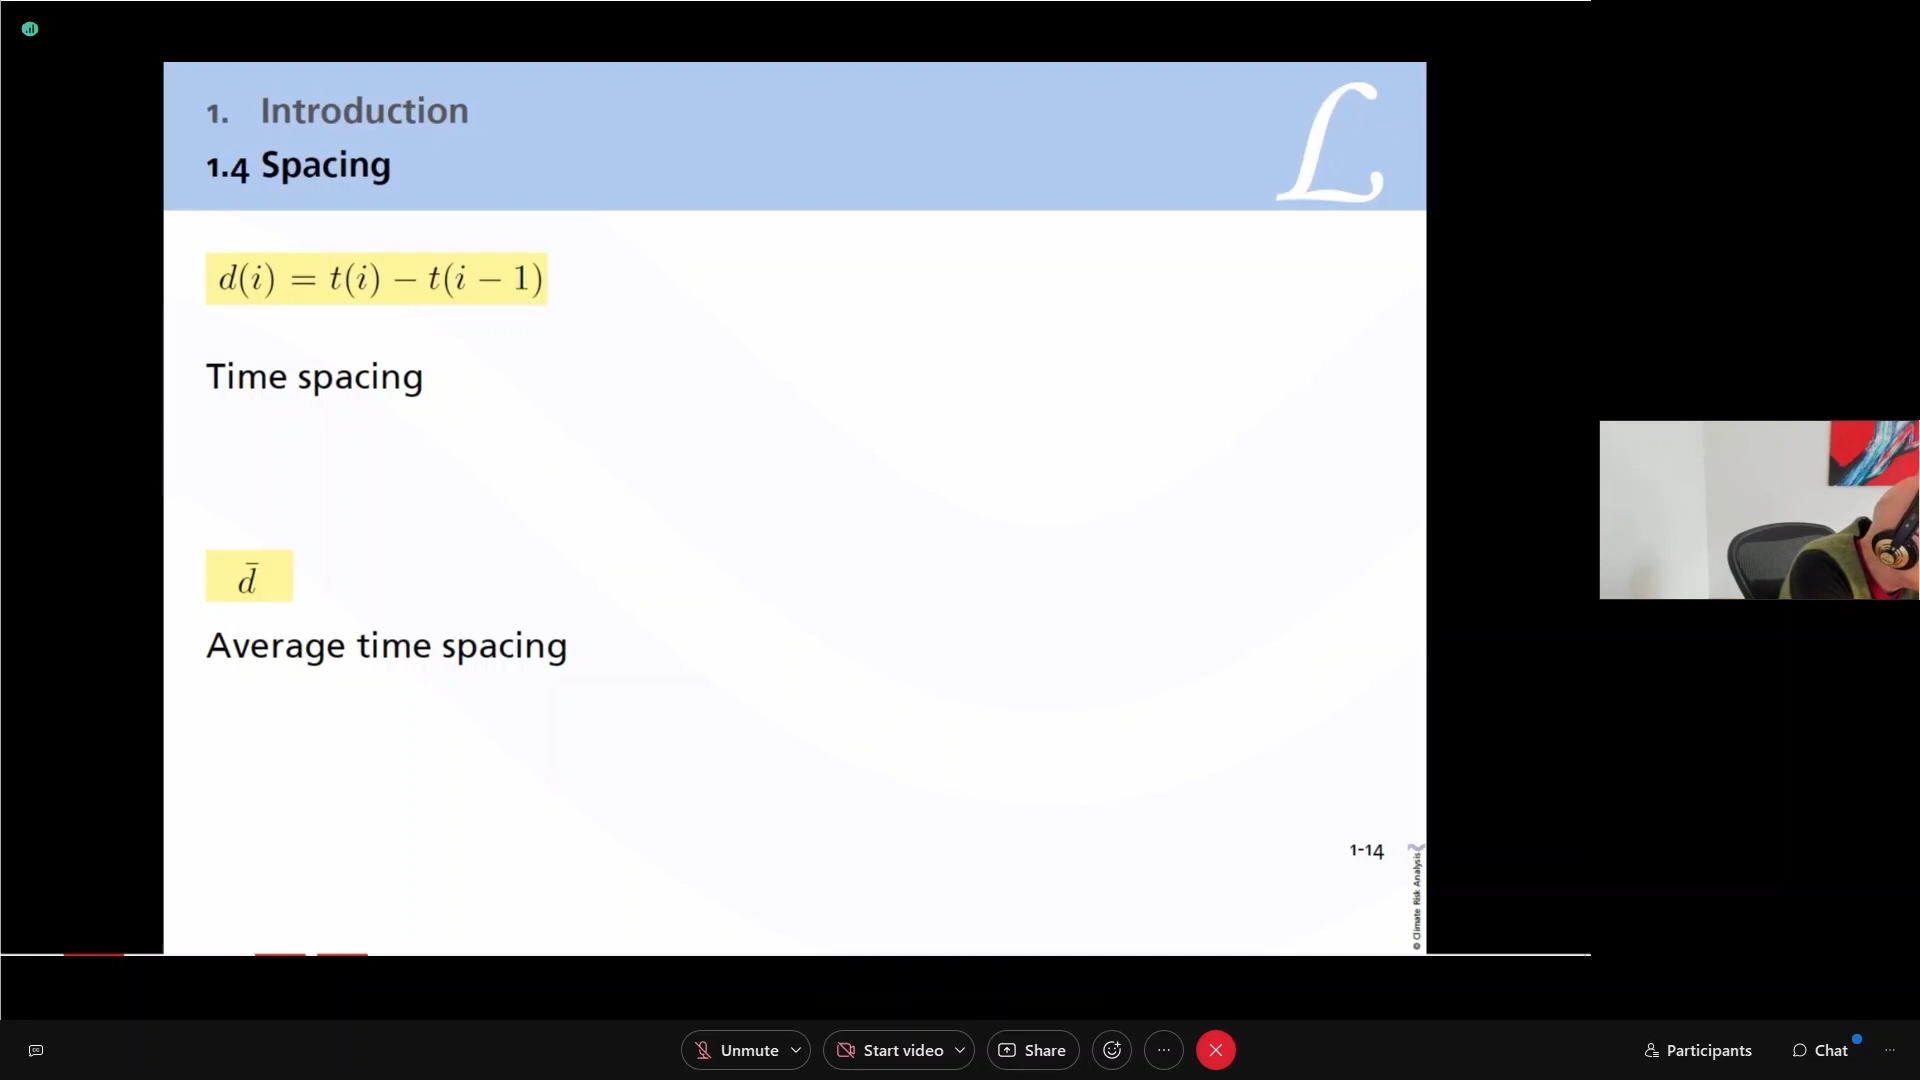 1. Introduction
1.4 Spacing
ℒ
d(i) = t(i) − t(i − 1)
Time spacing
d̄
Average time spacing
1-14
© Climate Risk Analysis
Unmute
Start video
Share
Participants
Chat